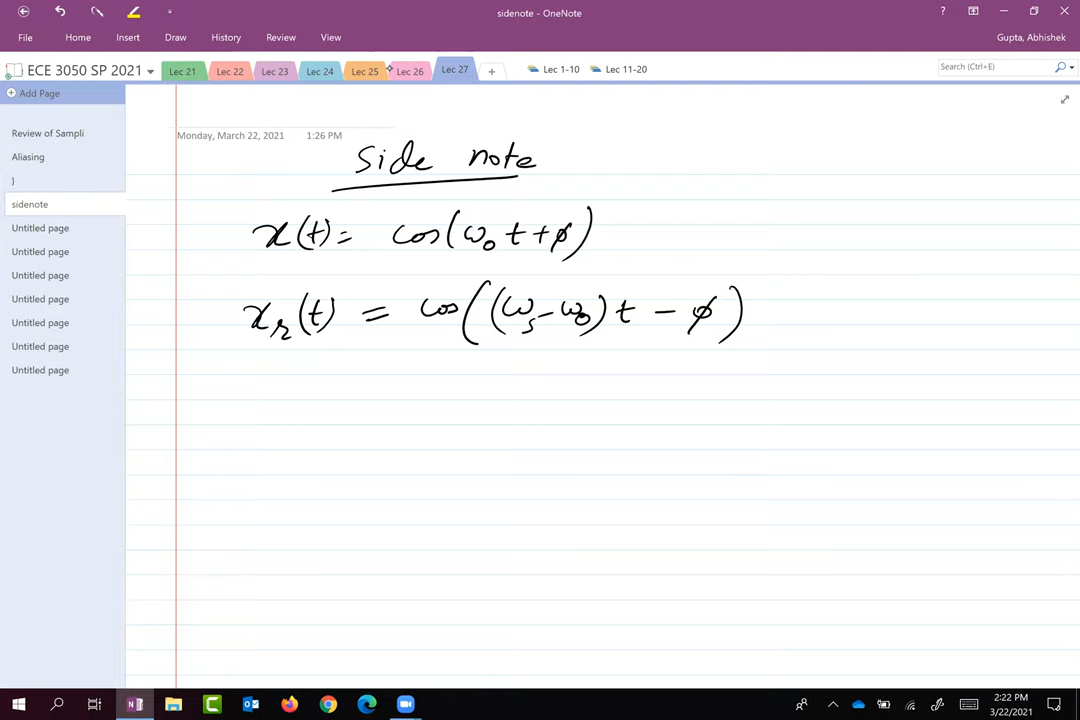 sidenote - OneNote
?
File Home Insert Draw History Review View
Gupta, Abhishek
ECE 3050 SP 2021
Lec 21 Lec 22 Lec 23 Lec 24 Lec 25 Lec 26 Lec 27 + Lec 1-10 Lec 11-20
Search (Ctrl+E)
Add Page
Review of Sampli
Aliasing
}
sidenote
Untitled page
Untitled page
Untitled page
Untitled page
Untitled page
Untitled page
Untitled page
Monday, March 22, 2021 1:26 PM
Side note
x(t) = cos(ω₀ t + ϕ)
xᵣ(t) = cos((ωₛ - ω₀) t - ϕ)
2:22 PM
3/22/2021